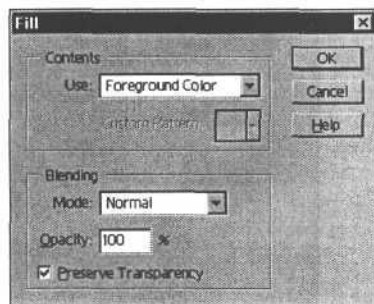 Fill
Contents
Use: Foreground Color
Custom Pattern:
Blending
Mode: Normal
Opacity: 100 %
Preserve Transparency
OK
Cancel
Help